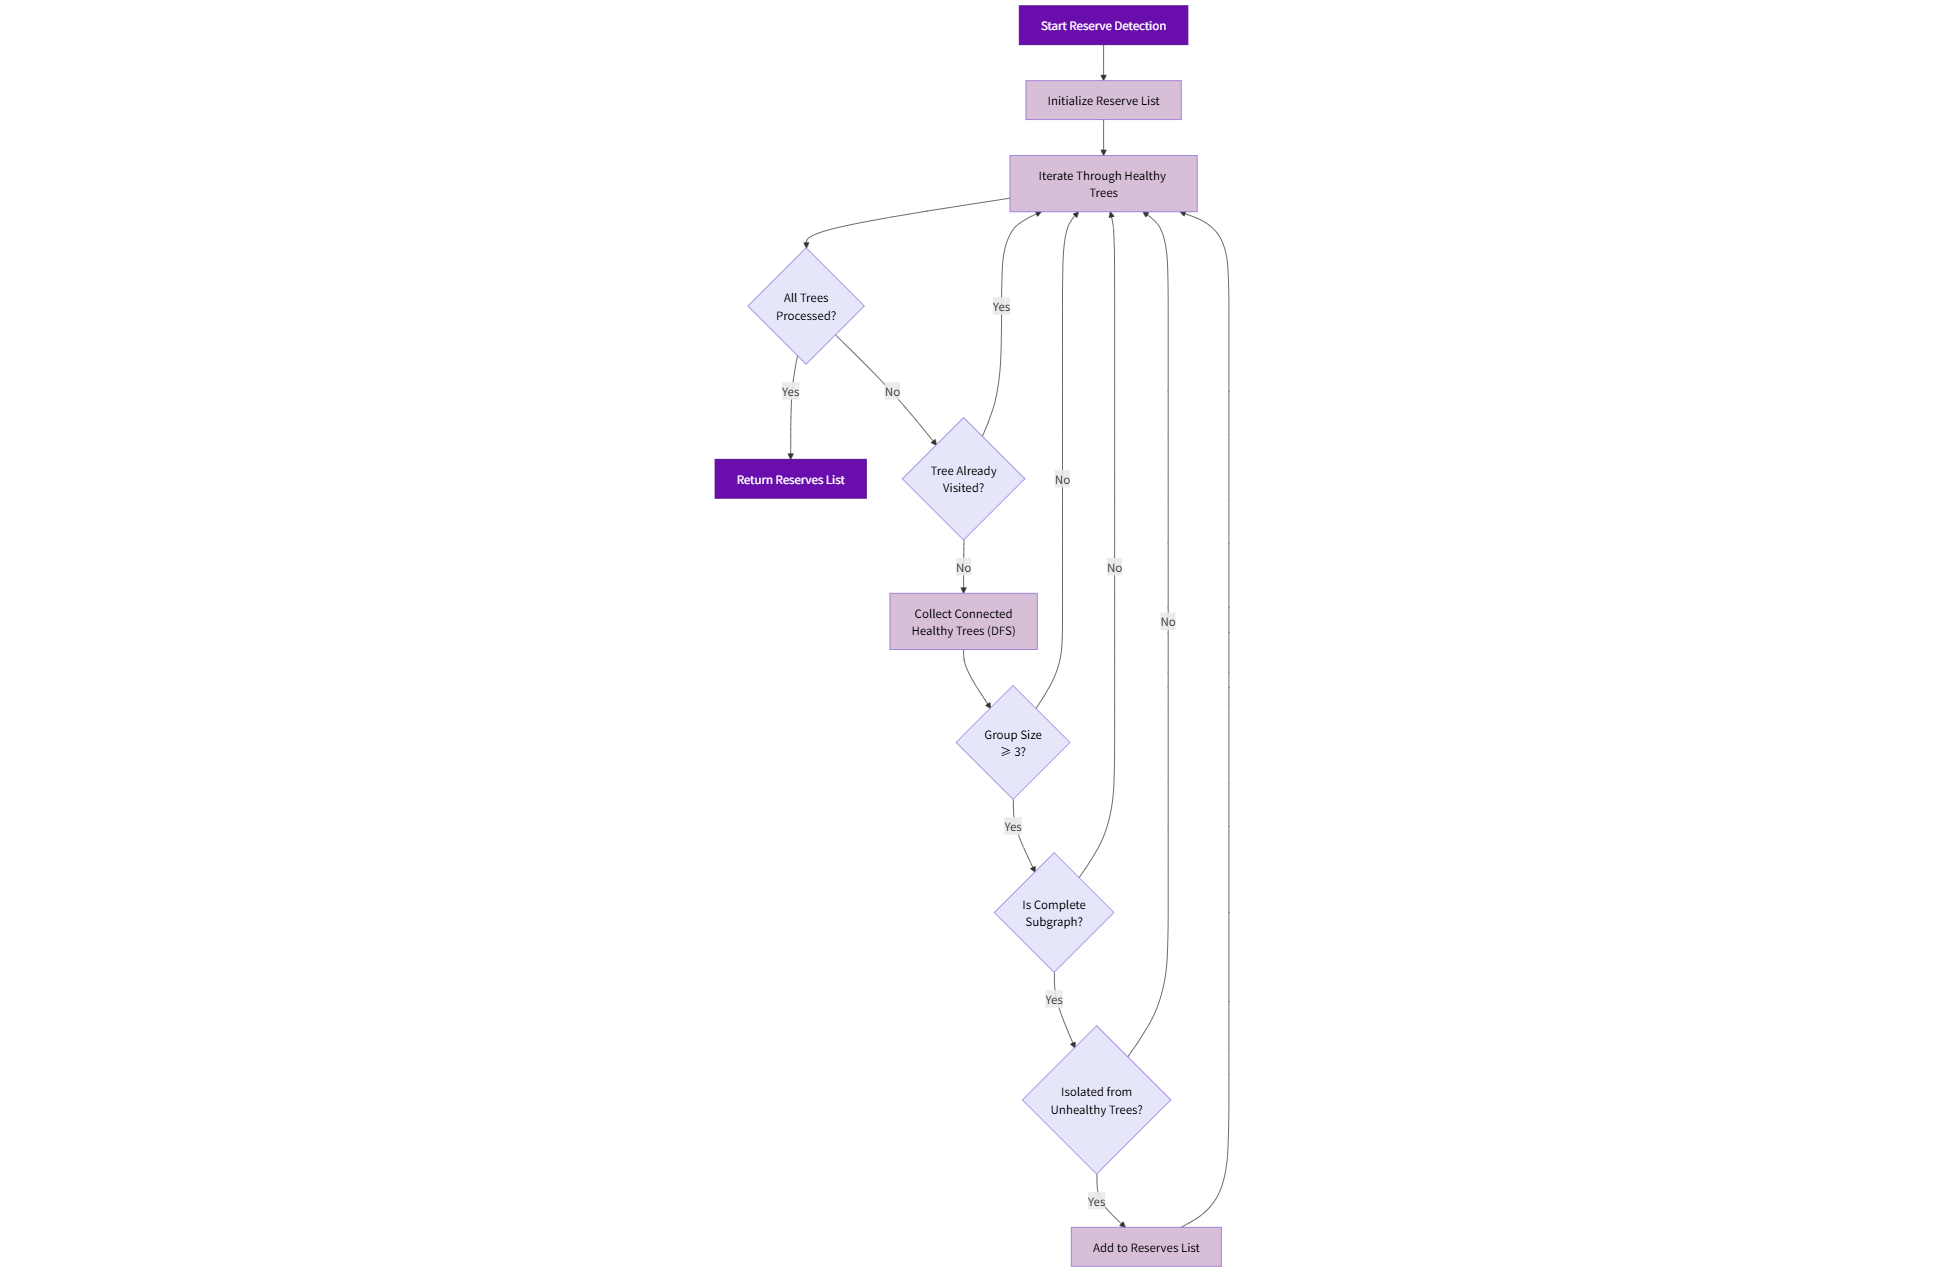 Start Reserve Detection
Initialize Reserve List
Iterate Through Healthy
Trees
All Trees
Processed?
Yes
Yes
No
Return Reserves List
Tree Already
Visited?
No
No
No
Collect Connected
Healthy Trees (DFS)
No
Group Size
⩾ 3?
Yes
Is Complete
Subgraph?
Yes
Isolated from
Unhealthy Trees?
Yes
Add to Reserves List